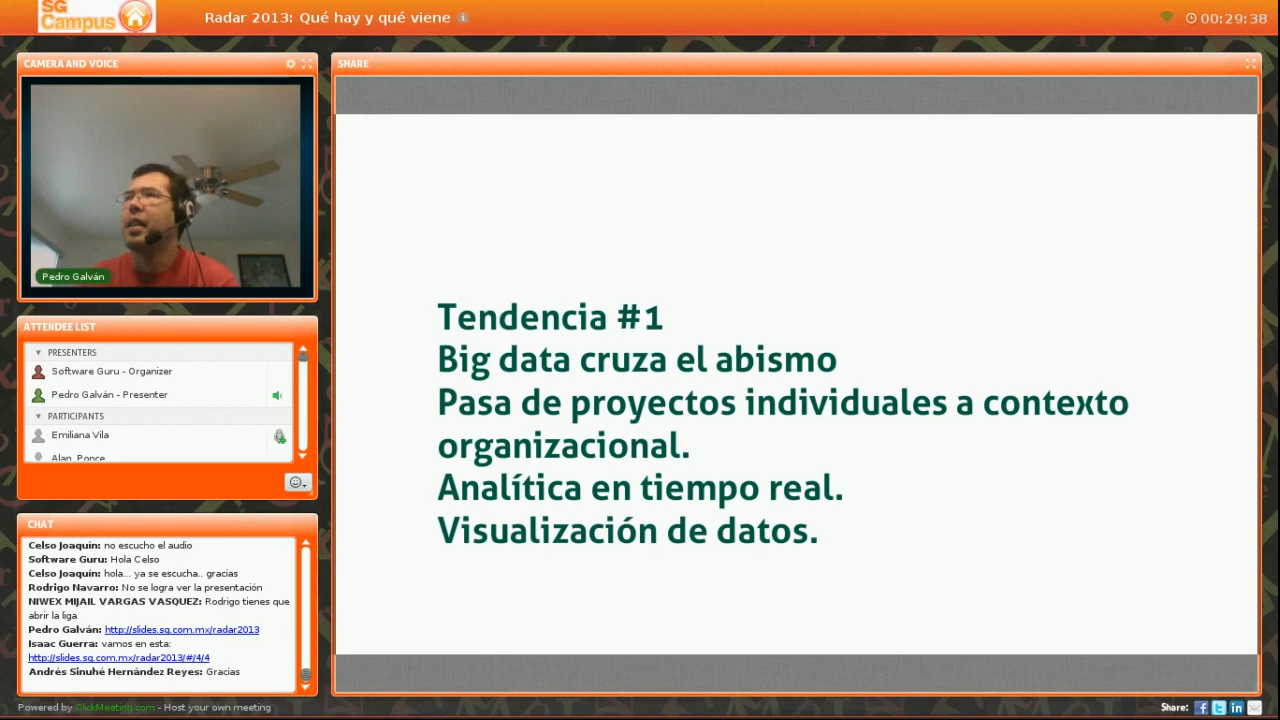 SG
Campus
Radar 2013: Qué hay y qué viene
00:29:38
CAMERA AND VOICE
SHARE
Pedro Galván
ATTENDEE LIST
PRESENTERS
Software Guru - Organizer
Pedro Galván - Presenter
PARTICIPANTS
Emiliana Vila
Alan Ponce
CHAT
Celso Joaquín: no escucho el audio
Software Guru: Hola Celso
Celso Joaquín: hola... ya se escucha.. gracias
Rodrigo Navarro: No se logra ver la presentación
NIWEX MIJAIL VARGAS VASQUEZ: Rodrigo tienes que
abrir la liga
Pedro Galván: http://slides.sg.com.mx/radar2013
Isaac Guerra: vamos en esta:
http://slides.sg.com.mx/radar2013/#/4/4
Andrés Sinuhé Hernández Reyes: Gracias
Tendencia #1
Big data cruza el abismo
Pasa de proyectos individuales a contexto
organizacional.
Analítica en tiempo real.
Visualización de datos.
Powered by ClickMeeting.com - Host your own meeting
Share: